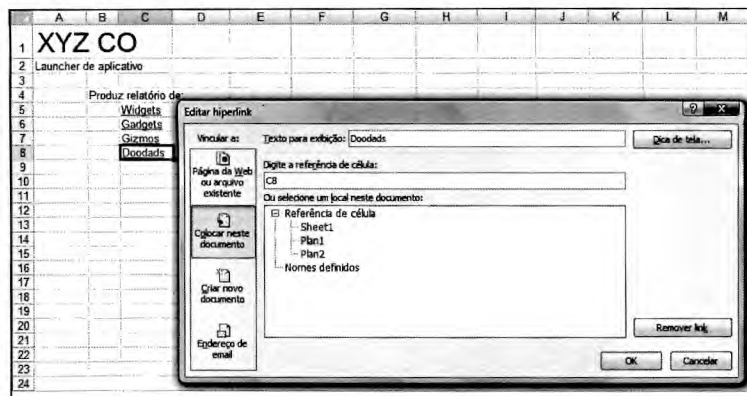 A B C D E F G H I J K L M
1 XYZ CO
2 Launcher de aplicativo
3
4 Produz relatório de:
5 Widgets
6 Gadgets
7 Gizmos
8 Doodads
9
10
11
12
13
14
15
16
17
18
19
20
21
22
23
24
Editar hiperlink
Vincular a:
Texto para exibição: Doodads
Dica de tela...
Página da Web
ou arquivo
existente
Colocar neste
documento
Criar novo
documento
Endereço de
email
Digite a referência de célula:
C8
Ou selecione um local neste documento:
Referência de célula
Sheet1
Plan1
Plan2
Nomes definidos
Remover link
OK
Cancelar